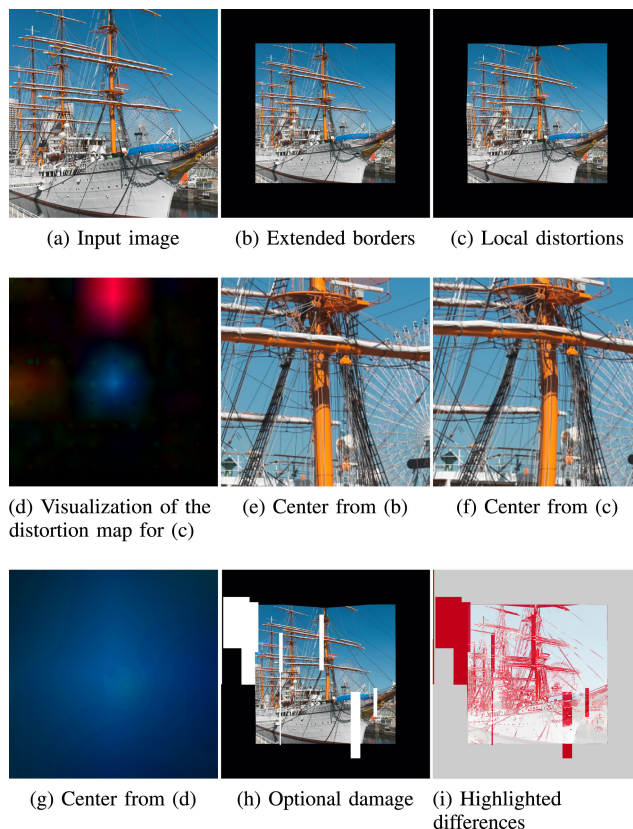 (a) Input image
(b) Extended borders
(c) Local distortions
(d) Visualization of the
distortion map for (c)
(e) Center from (b)
(f) Center from (c)
(g) Center from (d)
(h) Optional damage
(i) Highlighted
differences